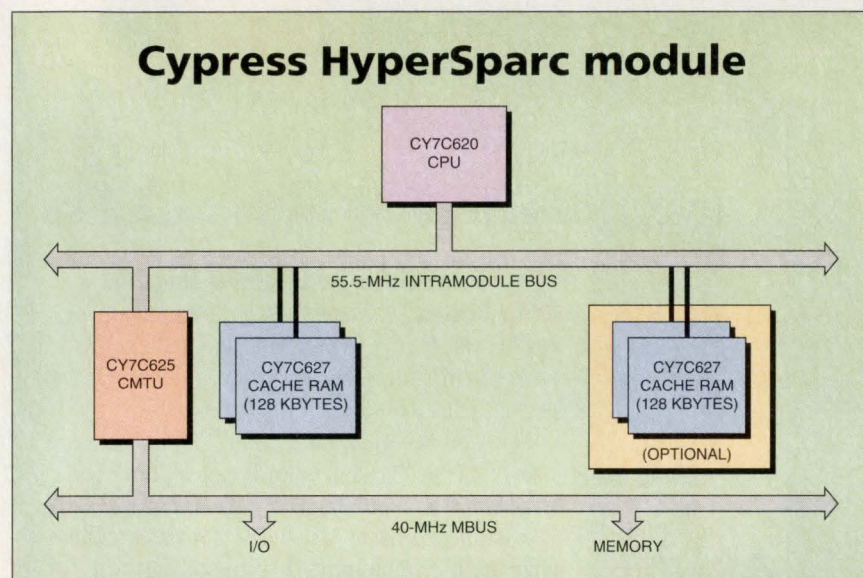 Cypress HyperSparc module
CY7C620
CPU
55.5-MHz INTRAMODULE BUS
CY7C625
CMTU
CY7C627
CACHE RAM
(128 KBYTES)
CY7C627
CACHE RAM
(128 KBYTES)
(OPTIONAL)
40-MHz MBUS
I/O
MEMORY